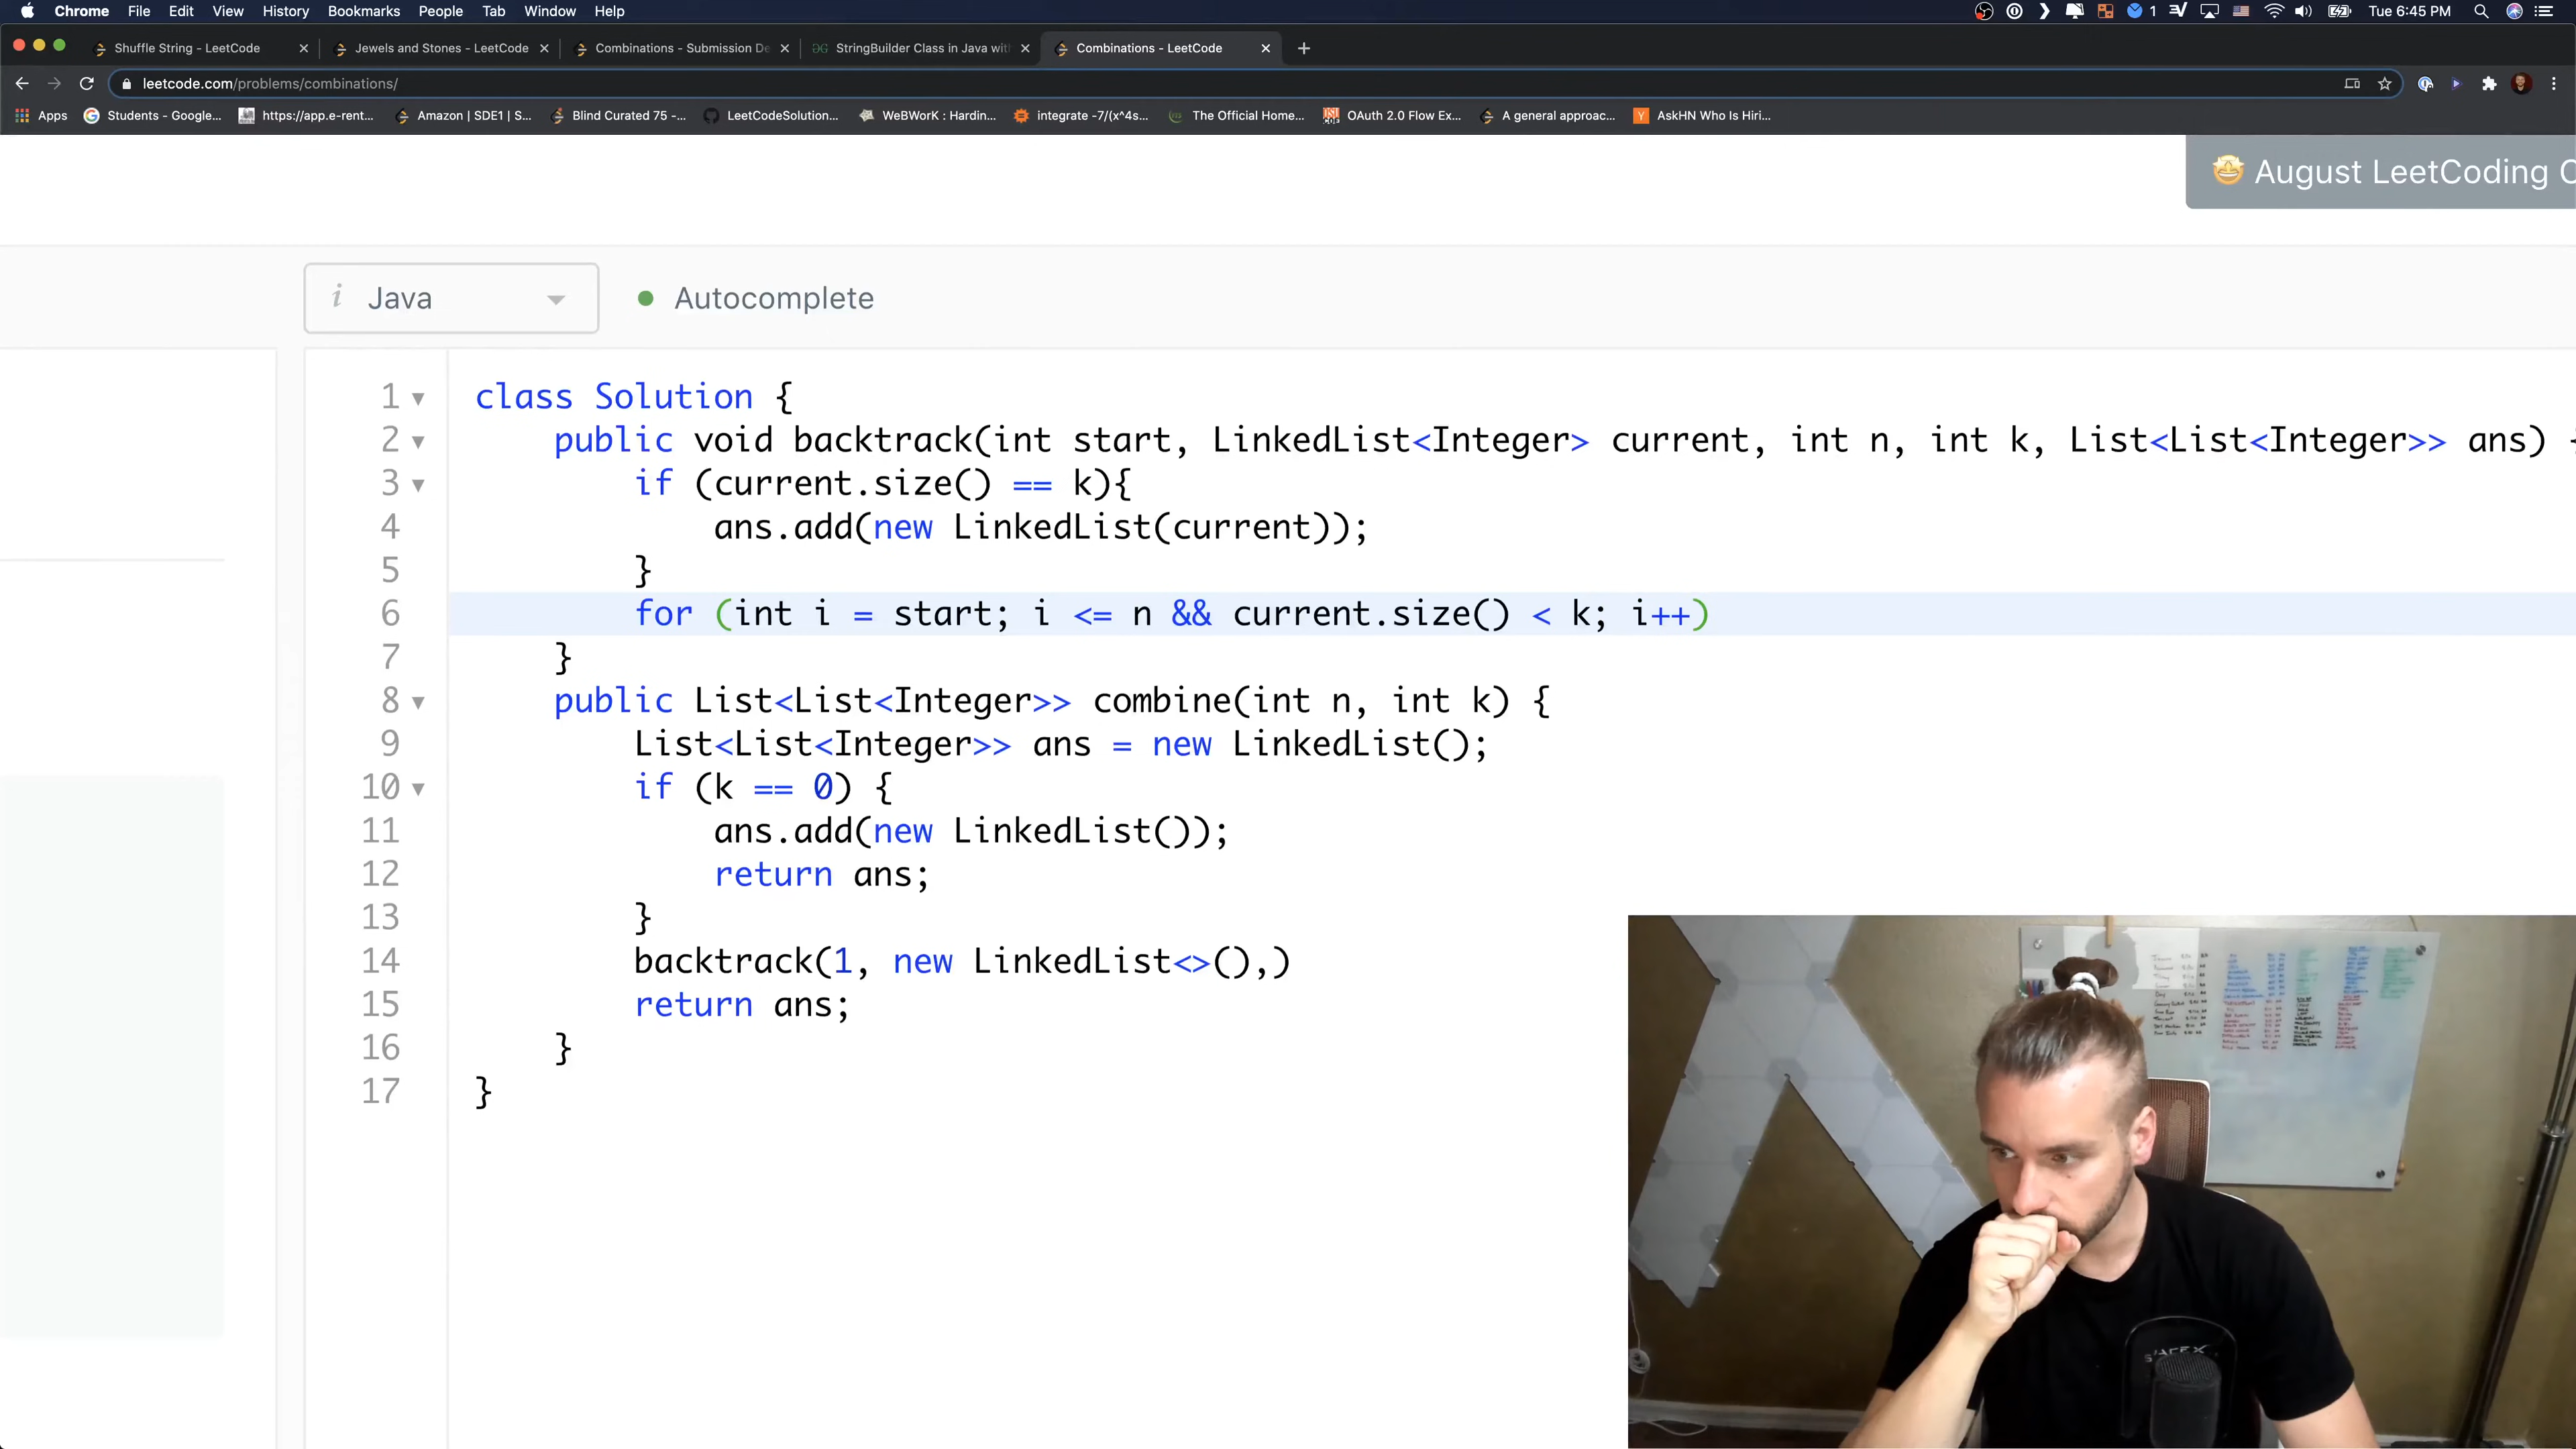 Chrome File Edit View History Bookmarks People Tab Window Help 1 Tue 6:45 PM
Shuffle String - LeetCode Jewels and Stones - LeetCode Combinations - Submission De StringBuilder Class in Java wit Combinations - LeetCode
leetcode.com/problems/combinations/
Apps Students - Google... https://app.e-rent... Amazon | SDE1 | S... Blind Curated 75 -... LeetCodeSolution... WeBWorK : Hardin... integrate -7/(x^4s... The Official Home... OAuth 2.0 Flow Ex... A general approac... AskHN Who Is Hiri...
August LeetCoding C
i Java Autocomplete
1 class Solution {
2 public void backtrack(int start, LinkedList<Integer> current, int n, int k, List<List<Integer>> ans) {
3 if (current.size() == k){
4 ans.add(new LinkedList(current));
5 }
6 for (int i = start; i <= n && current.size() < k; i++)
7 }
8 public List<List<Integer>> combine(int n, int k) {
9 List<List<Integer>> ans = new LinkedList();
10 if (k == 0) {
11 ans.add(new LinkedList());
12 return ans;
13 }
14 backtrack(1, new LinkedList<>(),)
15 return ans;
16 }
17 }
SPACEX